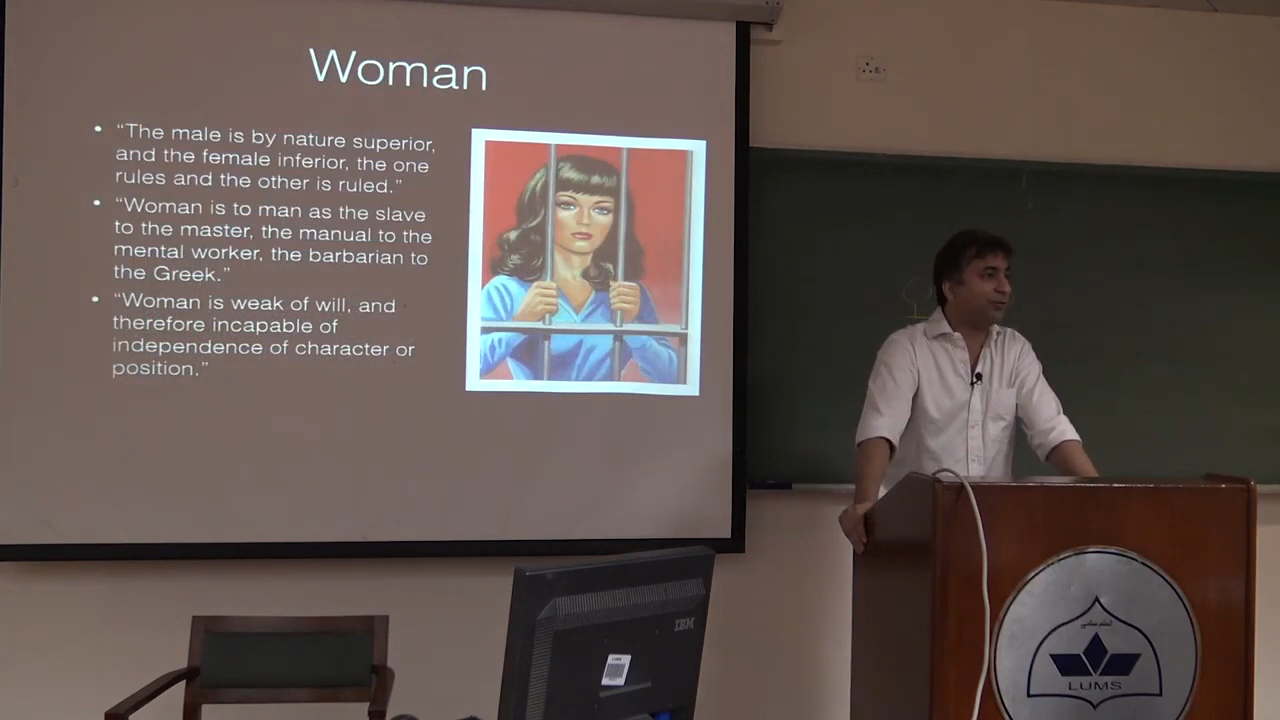 Woman
• “The male is by nature superior,
and the female inferior, the one
rules and the other is ruled.”
• “Woman is to man as the slave
to the master, the manual to the
mental worker, the barbarian to
the Greek.”
• “Woman is weak of will, and
therefore incapable of
independence of character or
position.”
IBM
LUMS